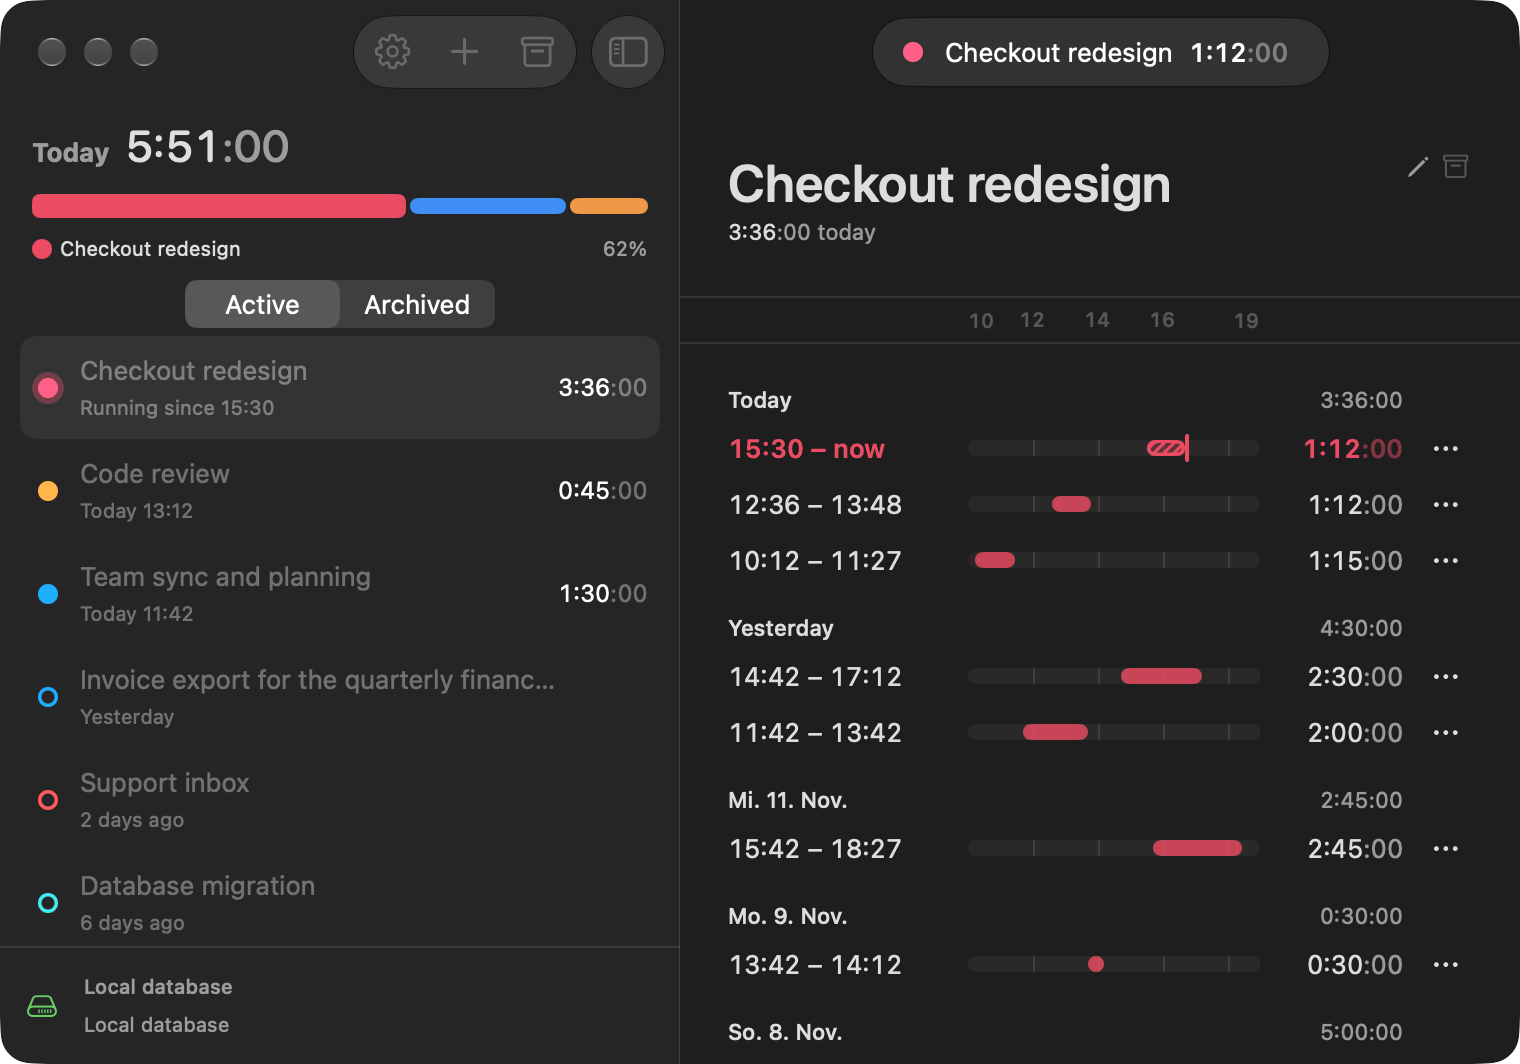 Today 5:51:00
Checkout redesign 62%
Active Archived
Checkout redesign 3:36:00
Running since 15:30
Code review 0:45:00
Today 13:12
Team sync and planning 1:30:00
Today 11:42
Invoice export for the quarterly financ...
Yesterday
Support inbox
2 days ago
Database migration
6 days ago
Local database
Local database
Checkout redesign 1:12:00
Checkout redesign
3:36:00 today
10 12 14 16 19
Today 3:36:00
15:30 – now 1:12:00
12:36 – 13:48 1:12:00
10:12 – 11:27 1:15:00
Yesterday 4:30:00
14:42 – 17:12 2:30:00
11:42 – 13:42 2:00:00
Mi. 11. Nov. 2:45:00
15:42 – 18:27 2:45:00
Mo. 9. Nov. 0:30:00
13:42 – 14:12 0:30:00
So. 8. Nov. 5:00:00